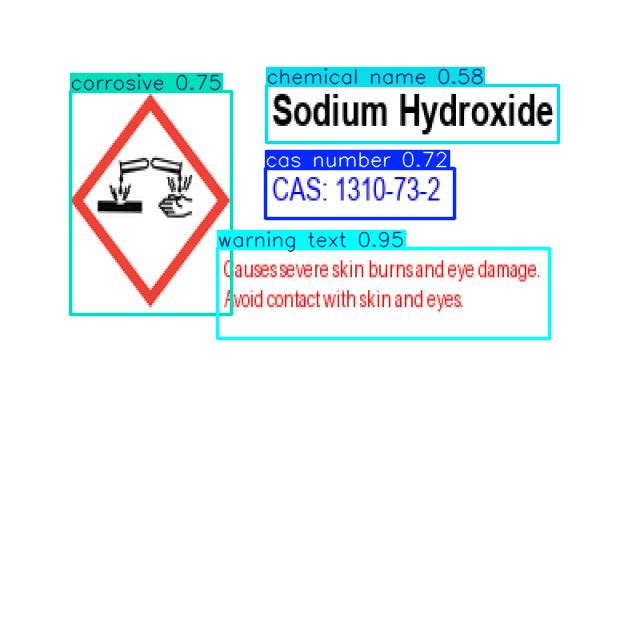 corrosive 0.75
chemical name 0.58
Sodium Hydroxide
cas number 0.72
CAS: 1310-73-2
warning text 0.95
Causes severe skin burns and eye damage.
Avoid contact with skin and eyes.